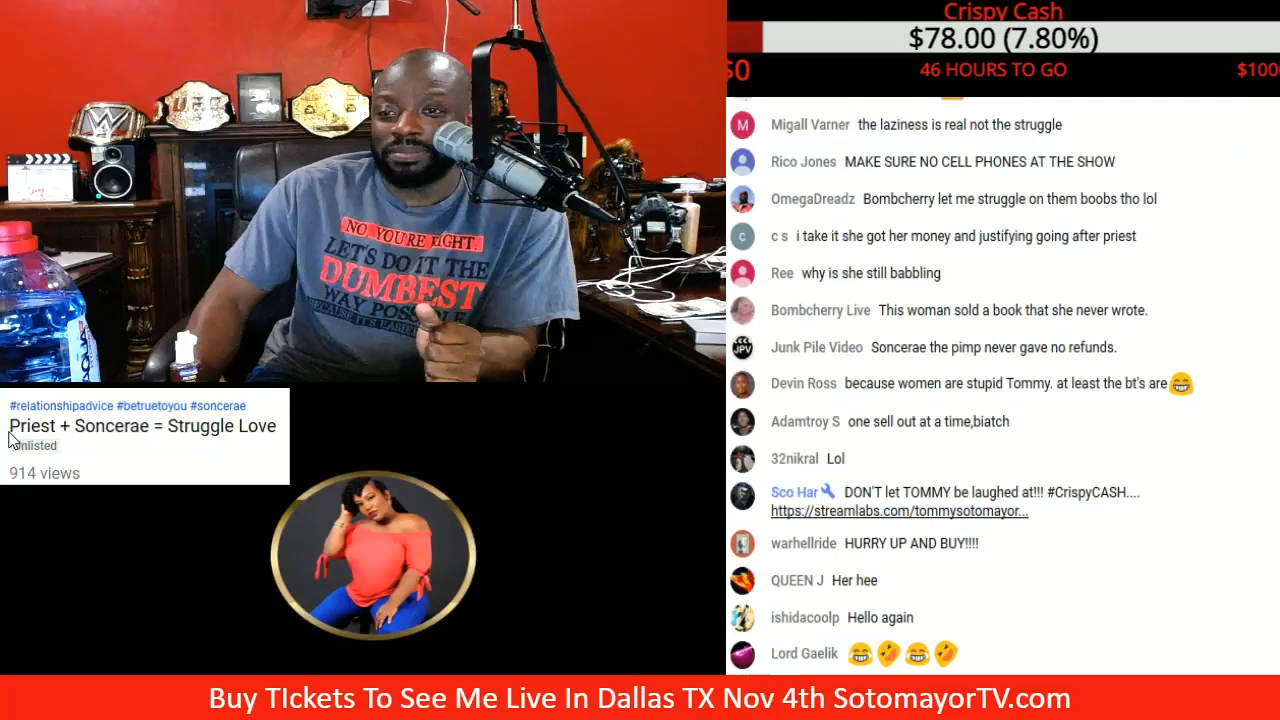 Crispy Cash
$78.00 (7.80%)
$0
46 HOURS TO GO
$100
Migall Varner the laziness is real not the struggle
Rico Jones MAKE SURE NO CELL PHONES AT THE SHOW
OmegaDreadz Bombcherry let me struggle on them boobs tho lol
c s i take it she got her money and justifying going after priest
Ree why is she still babbling
Bombcherry Live This woman sold a book that she never wrote.
JPV
Junk Pile Video Soncerae the pimp never gave no refunds.
Devin Ross because women are stupid Tommy. at least the bt's are 😂
Adamtroy S one sell out at a time,biatch
32nikral Lol
Sco Har DON'T let TOMMY be laughed at!!! #CrispyCASH....
https://streamlabs.com/tommysotomayor...
warhellride HURRY UP AND BUY!!!!
QUEEN J Her hee
ishidacoolp Hello again
Lord Gaelik 😂🤣😂🤣
NO, YOU'RE RIGHT.
LET'S DO IT THE
DUMBEST
WAY POSSIBLE
BECAUSE IT'S EASIER
#relationshipadvice #betruetoyou #soncerae
Priest + Soncerae = Struggle Love
Unlisted
914 views
Buy TIckets To See Me Live In Dallas TX Nov 4th SotomayorTV.com